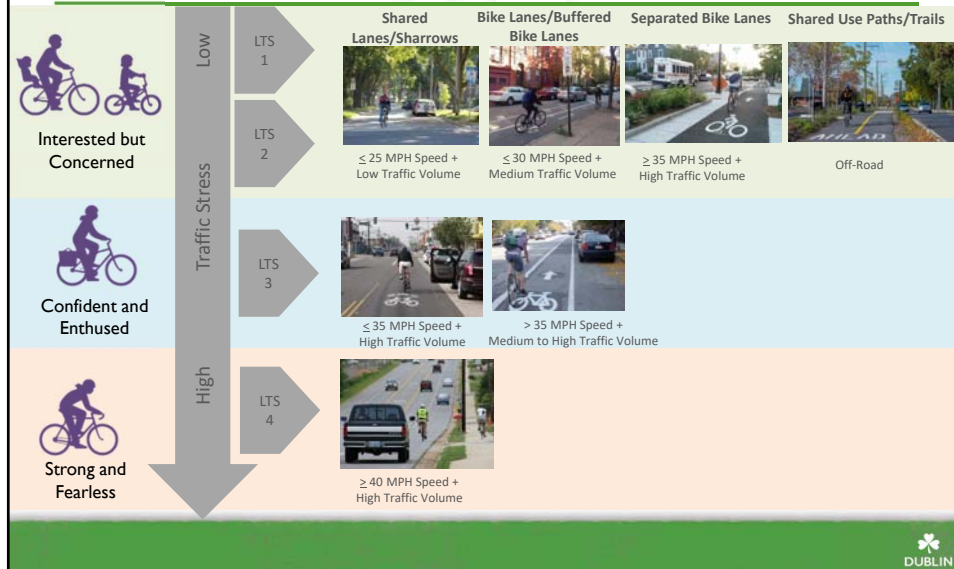 Shared
Lanes/Sharrows
Bike Lanes/Buffered
Bike Lanes
Separated Bike Lanes
Shared Use Paths/Trails
Low
Traffic Stress
High
Interested but
Concerned
LTS
1
LTS
2
AHEAD
≤ 25 MPH Speed +
Low Traffic Volume
≤ 30 MPH Speed +
Medium Traffic Volume
≥ 35 MPH Speed +
High Traffic Volume
Off-Road
Confident and
Enthused
LTS
3
≤ 35 MPH Speed +
High Traffic Volume
> 35 MPH Speed +
Medium to High Traffic Volume
Strong and
Fearless
LTS
4
≥ 40 MPH Speed +
High Traffic Volume
DUBLIN